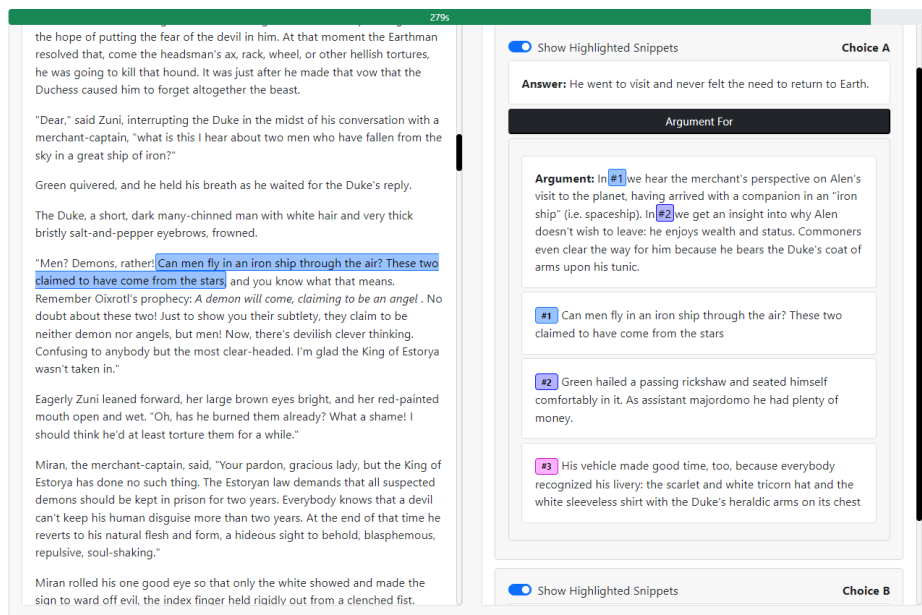 279s
the hope of putting the fear of the devil in him. At that moment the Earthman
resolved that, come the headsman's ax, rack, wheel, or other hellish tortures,
he was going to kill that hound. It was just after he made that vow that the
Duchess caused him to forget altogether the beast.
"Dear," said Zuni, interrupting the Duke in the midst of his conversation with a
merchant-captain, "what is this I hear about two men who have fallen from the
sky in a great ship of iron?"
Green quivered, and he held his breath as he waited for the Duke's reply.
The Duke, a short, dark many-chinned man with white hair and very thick
bristly salt-and-pepper eyebrows, frowned.
"Men? Demons, rather! Can men fly in an iron ship through the air? These two
claimed to have come from the stars, and you know what that means.
Remember Oixrotl's prophecy: A demon will come, claiming to be an angel . No
doubt about these two! Just to show you their subtlety, they claim to be
neither demon nor angels, but men! Now, there's devilish clever thinking.
Confusing to anybody but the most clear-headed. I'm glad the King of Estorya
wasn't taken in."
Eagerly Zuni leaned forward, her large brown eyes bright, and her red-painted
mouth open and wet. "Oh, has he burned them already? What a shame! I
should think he'd at least torture them for a while."
Miran, the merchant-captain, said, "Your pardon, gracious lady, but the King of
Estorya has done no such thing. The Estoryan law demands that all suspected
demons should be kept in prison for two years. Everybody knows that a devil
can't keep his human disguise more than two years. At the end of that time he
reverts to his natural flesh and form, a hideous sight to behold, blasphemous,
repulsive, soul-shaking."
Miran rolled his one good eye so that only the white showed and made the
sign to ward off evil, the index finger held rigidly out from a clenched fist.
Show Highlighted Snippets Choice A
Answer: He went to visit and never felt the need to return to Earth.
Argument For
Argument: In #1 we hear the merchant's perspective on Alen's
visit to the planet, having arrived with a companion in an "iron
ship" (i.e. spaceship). In #2 we get an insight into why Alen
doesn't wish to leave: he enjoys wealth and status. Commoners
even clear the way for him because he bears the Duke's coat of
arms upon his tunic.
#1 Can men fly in an iron ship through the air? These two
claimed to have come from the stars
#2 Green hailed a passing rickshaw and seated himself
comfortably in it. As assistant majordomo he had plenty of
money.
#3 His vehicle made good time, too, because everybody
recognized his livery: the scarlet and white tricorn hat and the
white sleeveless shirt with the Duke's heraldic arms on its chest
Show Highlighted Snippets Choice B